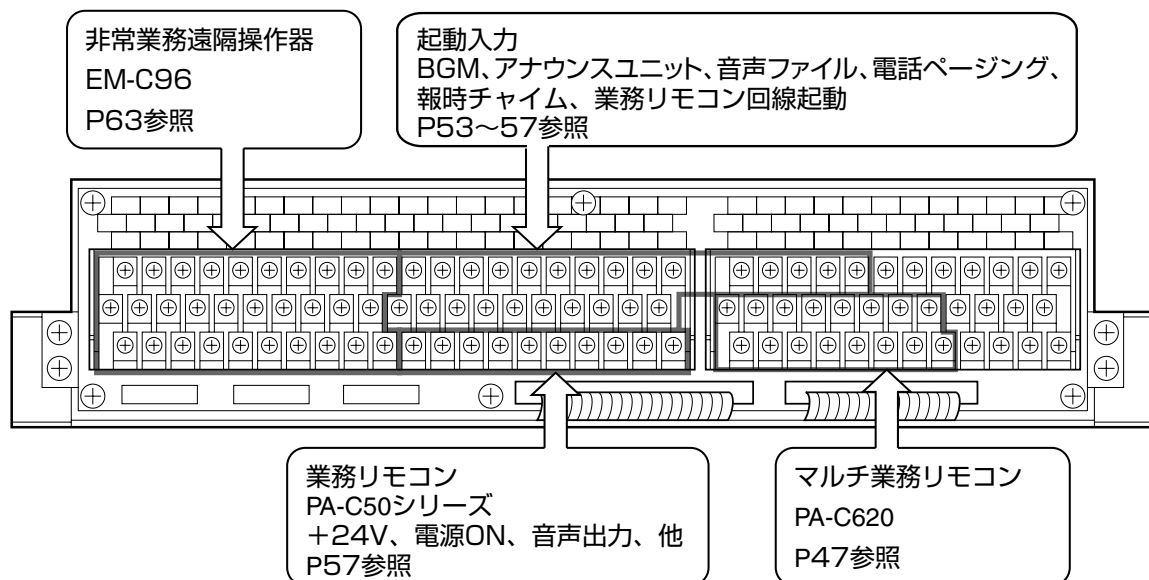 非常業務遠隔操作器
EM-C96
P63参照
起動入力
BGM、アナウンスユニット、音声ファイル、電話ページング、
報時チャイム、業務リモコン回線起動
P53～57参照
業務リモコン
PA-C50シリーズ
＋24V、電源ON、音声出力、他
P57参照
マルチ業務リモコン
PA-C620
P47参照